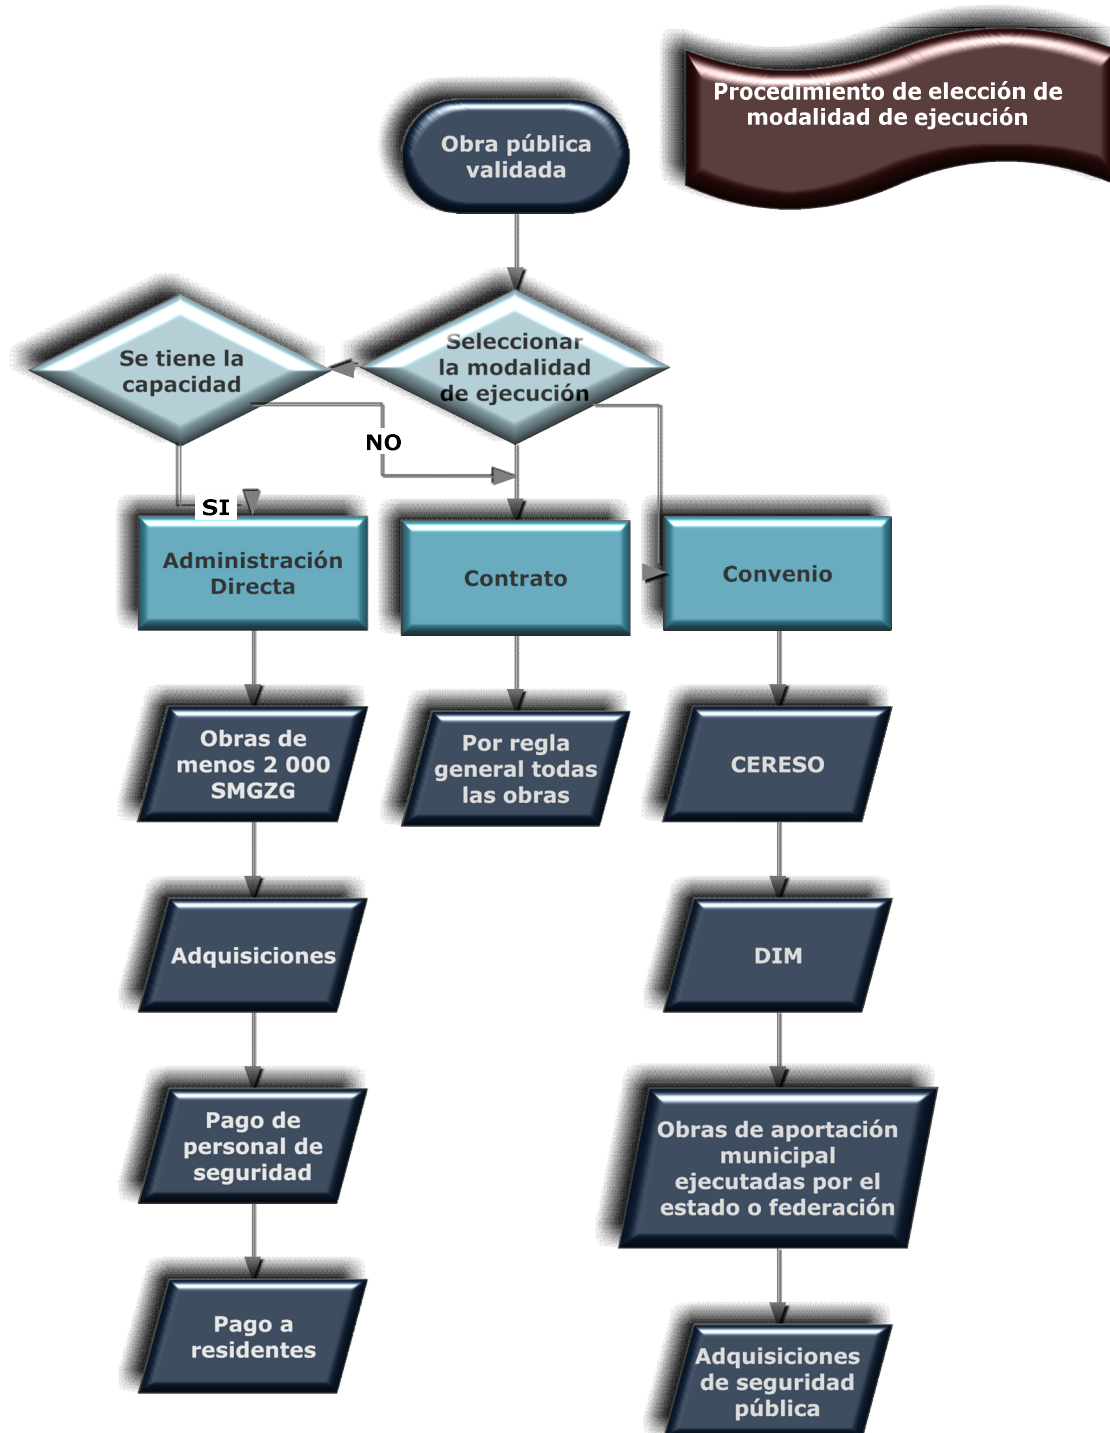 Procedimiento de elección de
modalidad de ejecución
Obra pública
validada
Seleccionar
la modalidad
de ejecución
Se tiene la
capacidad
NO
SI
Administración
Directa
Contrato
Convenio
Obras de
menos 2 000
SMGZG
Por regla
general todas
las obras
CERESO
Adquisiciones
DIM
Pago de
personal de
seguridad
Obras de aportación
municipal
ejecutadas por el
estado o federación
Pago a
residentes
Adquisiciones
de seguridad
pública